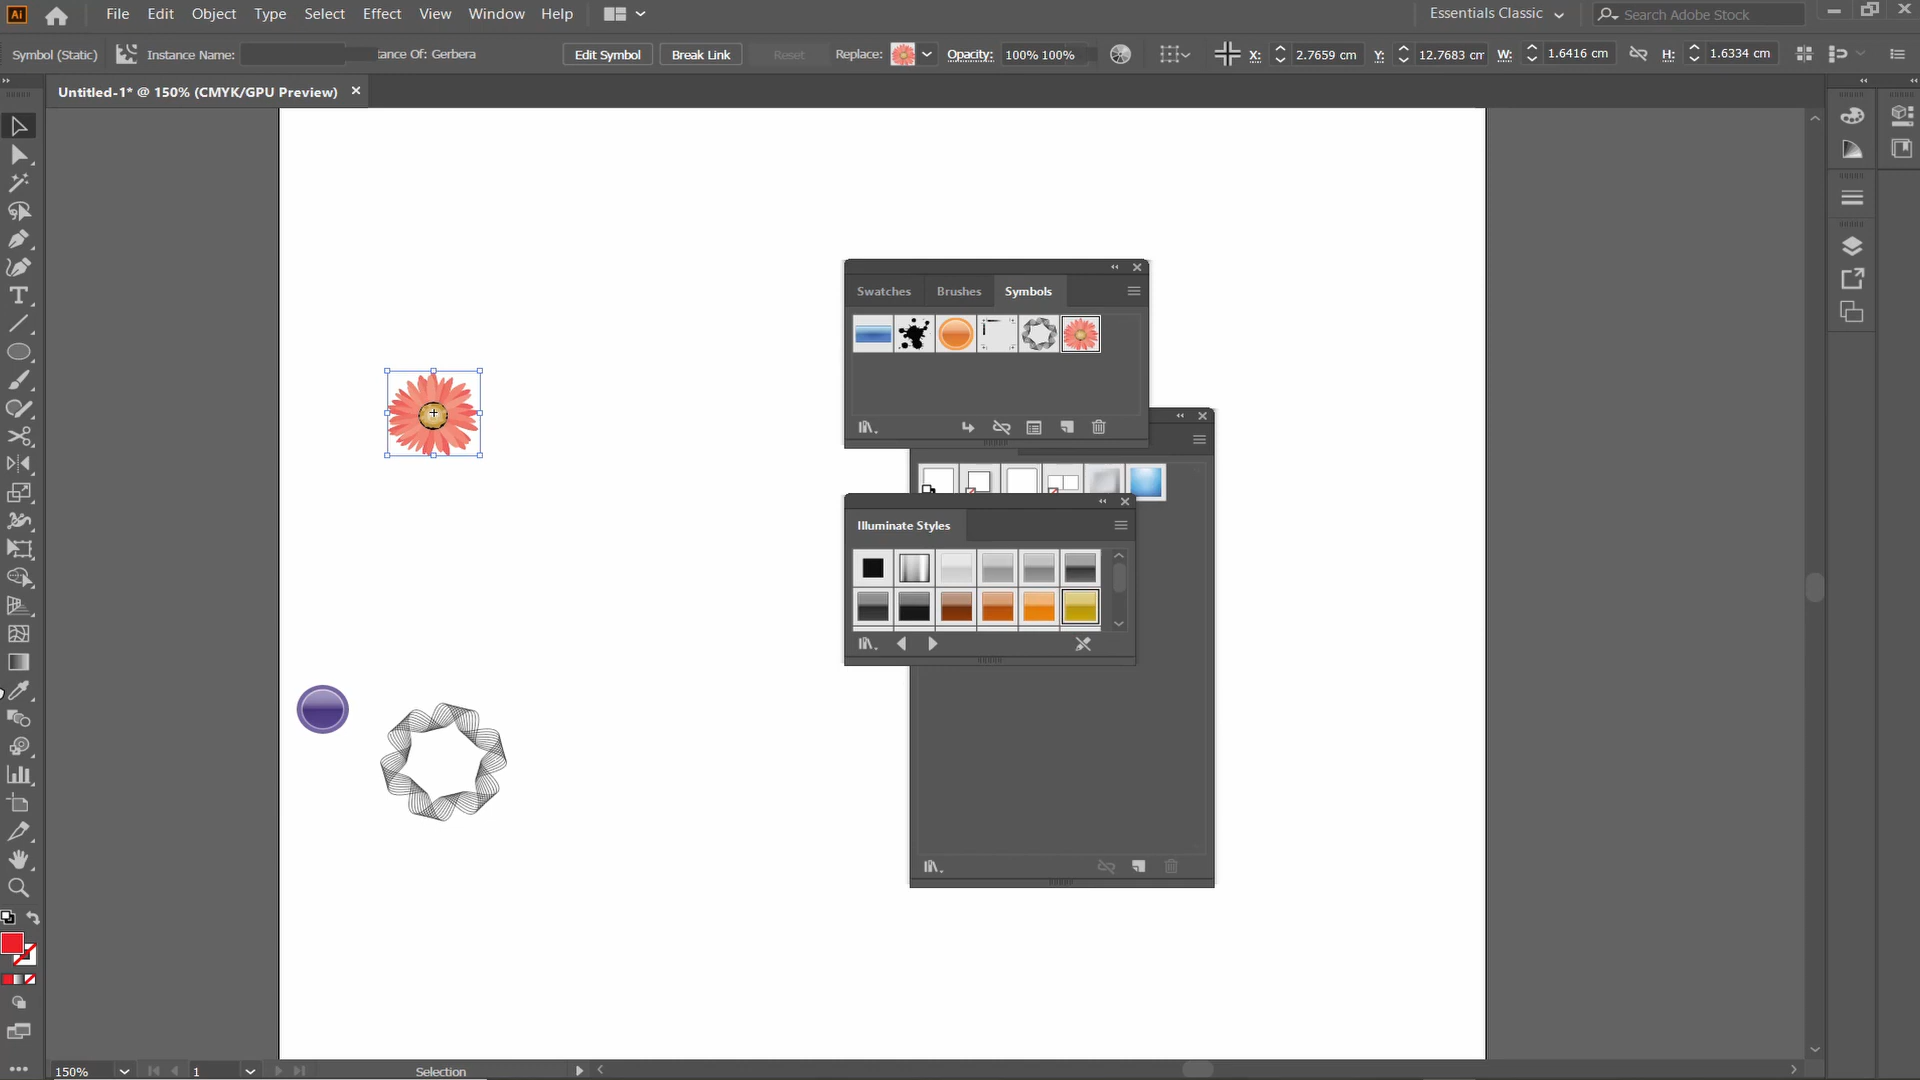 Ai File Edit Object Type Select Effect View Window Help Essentials Classic Search Adobe Stock
Symbol (Static) Instance Name: tance Of: Gerbera Edit Symbol Break Link Reset Replace: Opacity: 100% 100% X: 2.7659 cm Y: 12.7683 cm W: 1.6416 cm H: 1.6334 cm
Untitled-1* @ 150% (CMYK/GPU Preview)
Swatches Brushes Symbols
Illuminate Styles
150% 1 Selection